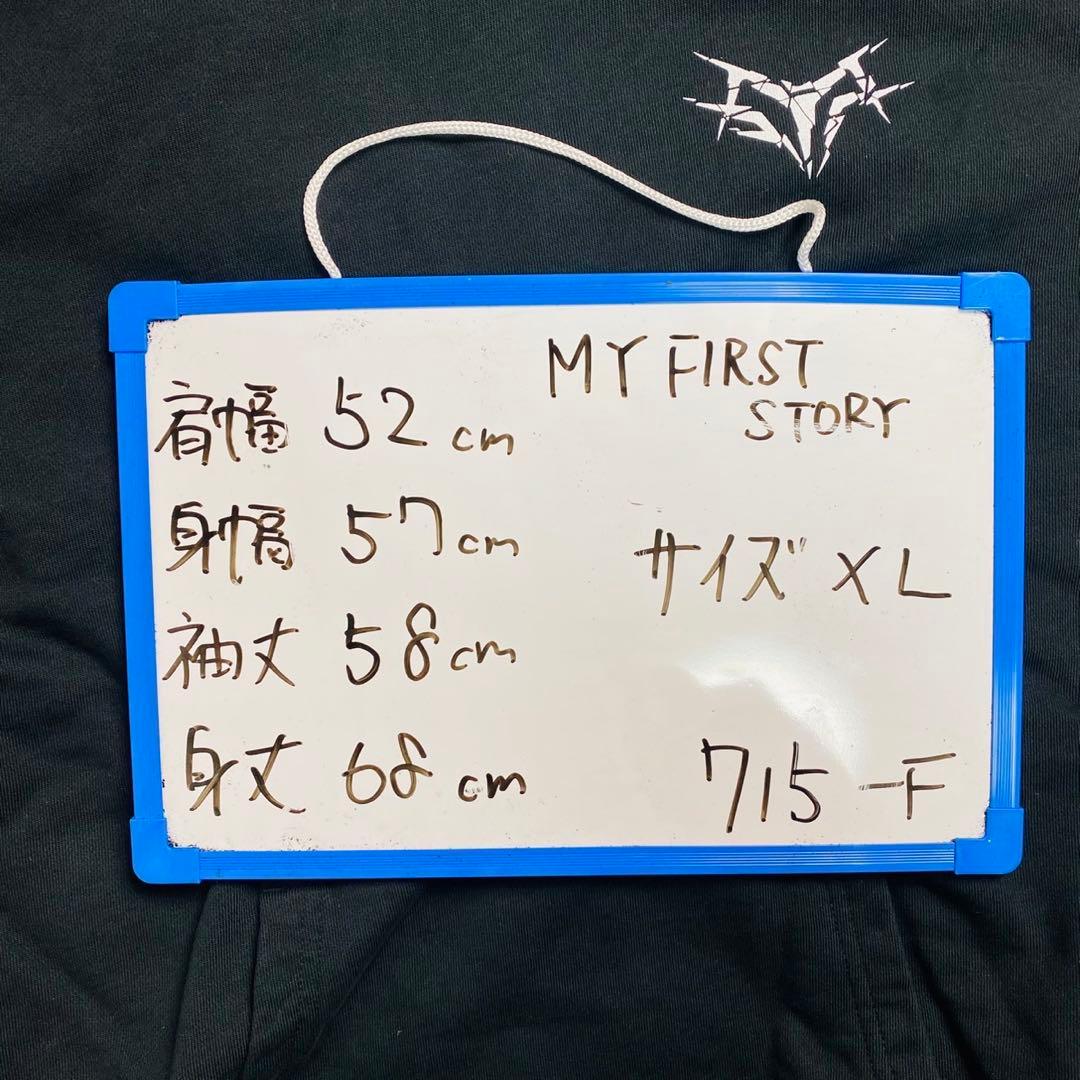 MY FIRST
STORY
肩幅 52cm
身幅 57cm
袖丈 58cm
身丈 68cm
サイズ XL
715-F